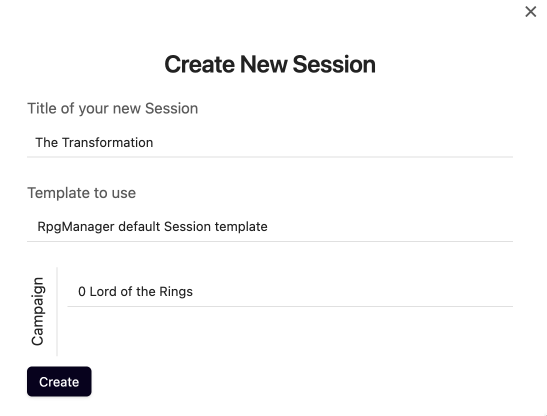 Create New Session
Title of your new Session
The Transformation
Template to use
RpgManager default Session template
Campaign
0 Lord of the Rings
Create